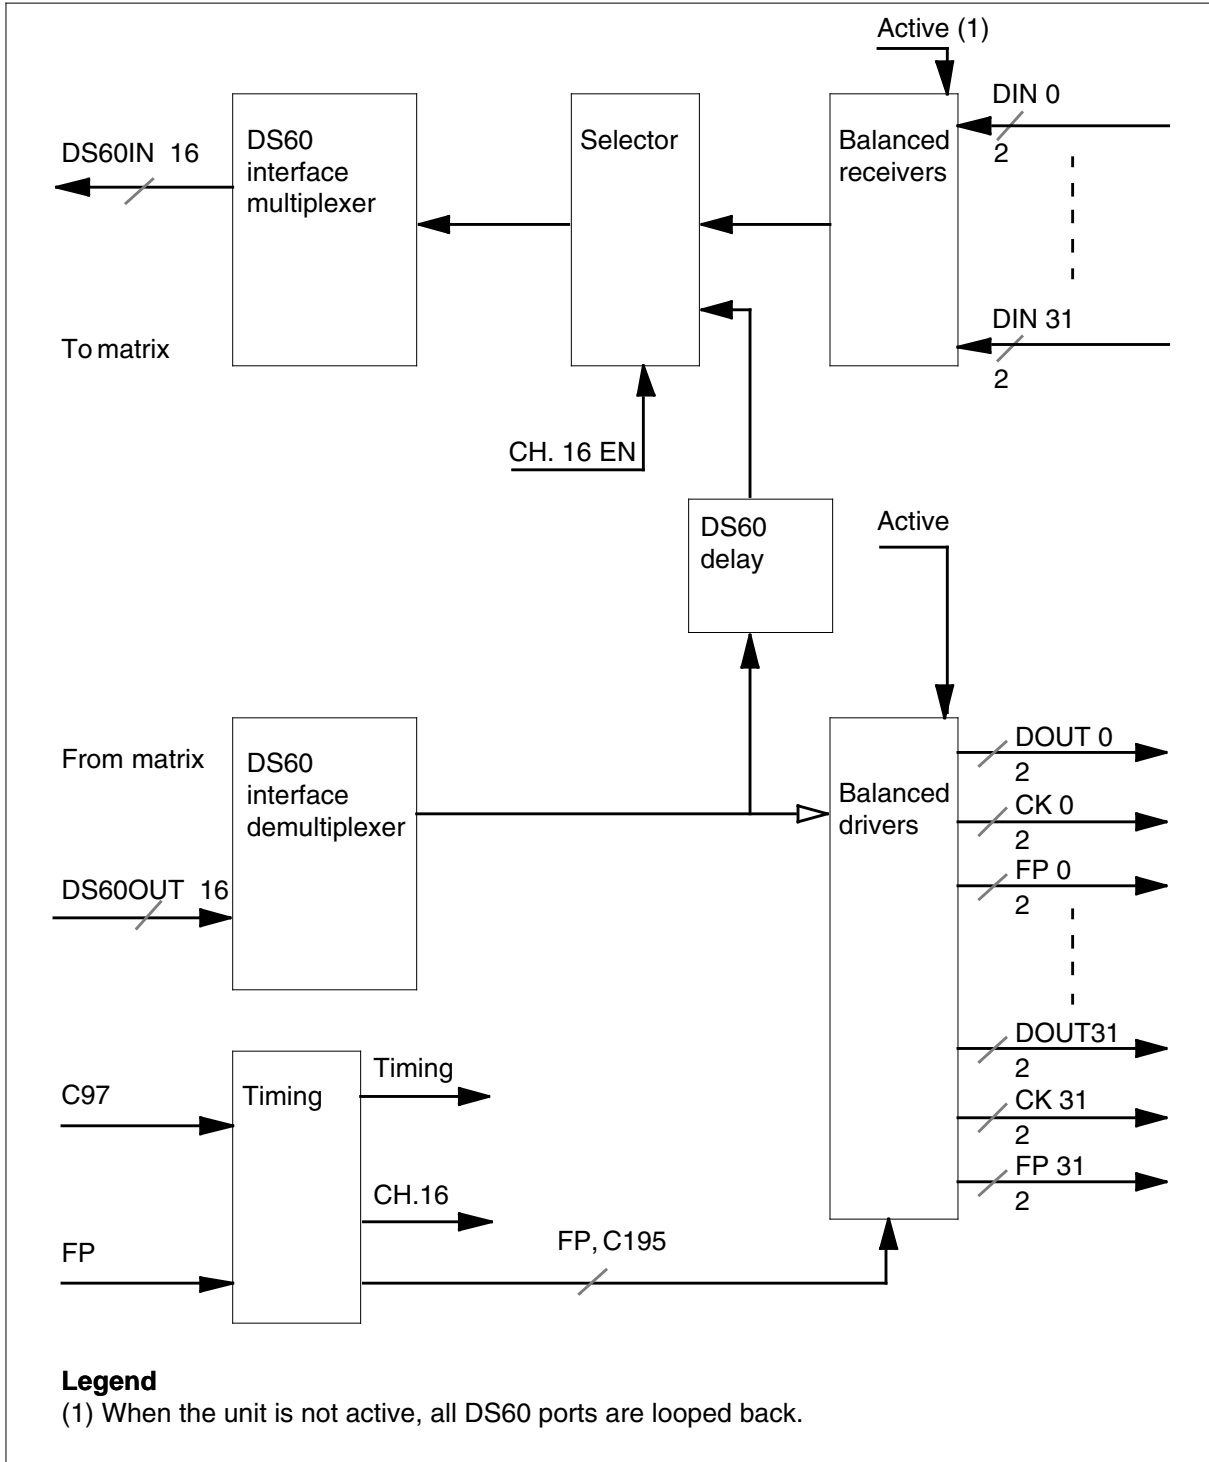 Active (1)
DIN 0
2
DS60IN 16
DS60
interface
multiplexer
Selector
Balanced
receivers
To matrix
DIN 31
2
CH. 16 EN
DS60
delay
Active
From matrix
DS60
interface
demultiplexer
DS60OUT 16
Balanced
drivers
DOUT 0
2
CK 0
2
FP 0
2
DOUT31
2
CK 31
2
FP 31
2
C97
FP
Timing
Timing
CH.16
FP, C195
Legend
(1) When the unit is not active, all DS60 ports are looped back.